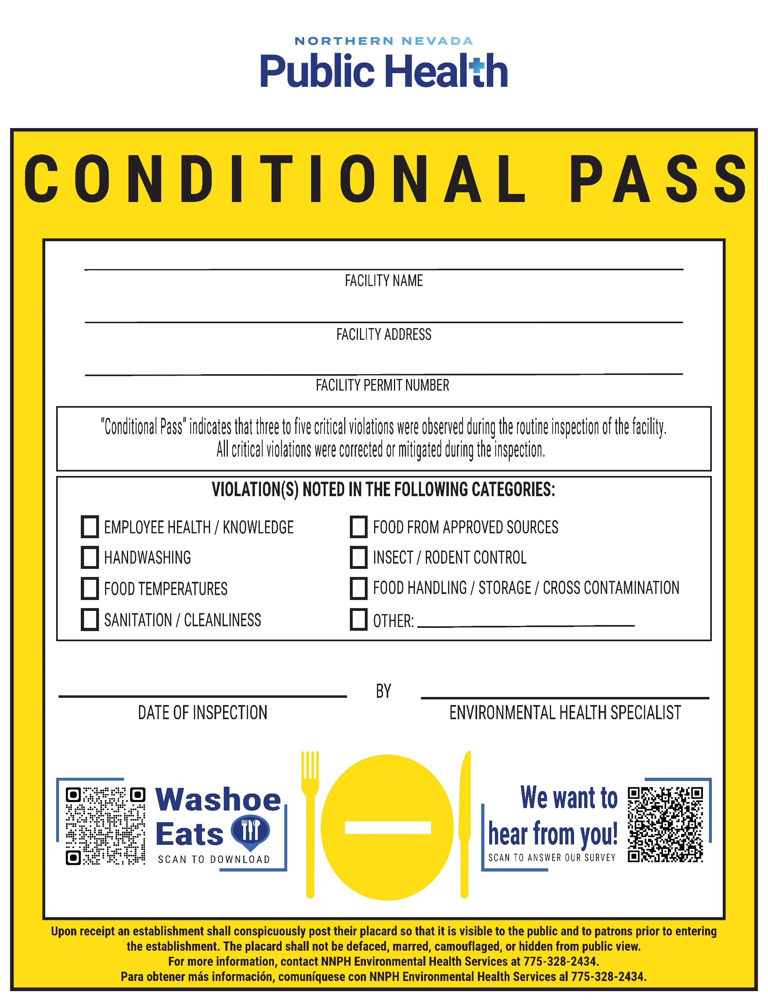 NORTHERN NEVADA
Public Health
CONDITIONAL PASS
FACILITY NAME
FACILITY ADDRESS
FACILITY PERMIT NUMBER
“Conditional Pass” indicates that three to five critical violations were observed during the routine inspection of the facility.
All critical violations were corrected or mitigated during the inspection.
VIOLATION(S) NOTED IN THE FOLLOWING CATEGORIES:
EMPLOYEE HEALTH / KNOWLEDGE
HANDWASHING
FOOD TEMPERATURES
SANITATION / CLEANLINESS
FOOD FROM APPROVED SOURCES
INSECT / RODENT CONTROL
FOOD HANDLING / STORAGE / CROSS CONTAMINATION
OTHER:
BY
DATE OF INSPECTION
ENVIRONMENTAL HEALTH SPECIALIST
Washoe
Eats
SCAN TO DOWNLOAD
We want to
hear from you!
SCAN TO ANSWER OUR SURVEY
Upon receipt an establishment shall conspicuously post their placard so that it is visible to the public and to patrons prior to entering
the establishment. The placard shall not be defaced, marred, camouflaged, or hidden from public view.
For more information, contact NNPH Environmental Health Services at 775-328-2434.
Para obtener más información, comuníquese con NNPH Environmental Health Services al 775-328-2434.